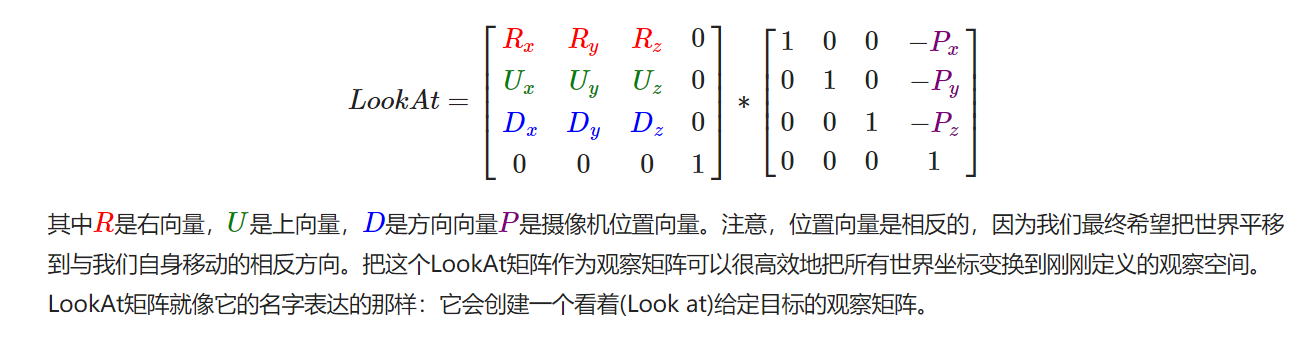 LookAt = [ R_x R_y R_z 0 ; U_x U_y U_z 0 ; D_x D_y D_z 0 ; 0 0 0 1 ] * [ 1 0 0 -P_x ; 0 1 0 -P_y ; 0 0 1 -P_z ; 0 0 0 1 ]
其中R是右向量，U是上向量，D是方向向量P是摄像机位置向量。注意，位置向量是相反的，因为我们最终希望把世界平移
到与我们自身移动的相反方向。把这个LookAt矩阵作为观察矩阵可以很高效地把所有世界坐标变换到刚刚定义的观察空间。
LookAt矩阵就像它的名字表达的那样：它会创建一个看着(Look at)给定目标的观察矩阵。